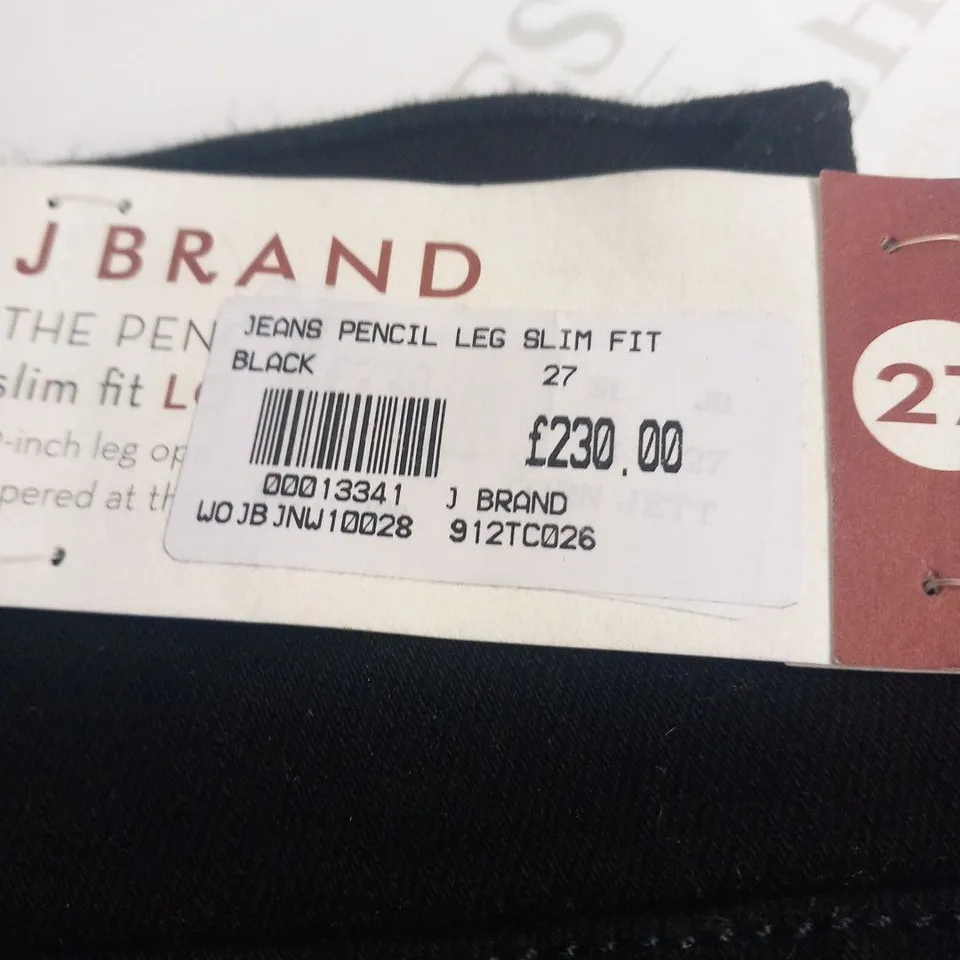 J BRAND
THE PEN
slim fit
-inch leg op
pered at th
JEANS PENCIL LEG SLIM FIT
BLACK 27
£230.00
00013341 J BRAND
WOJBJNW10028 912TC026
27